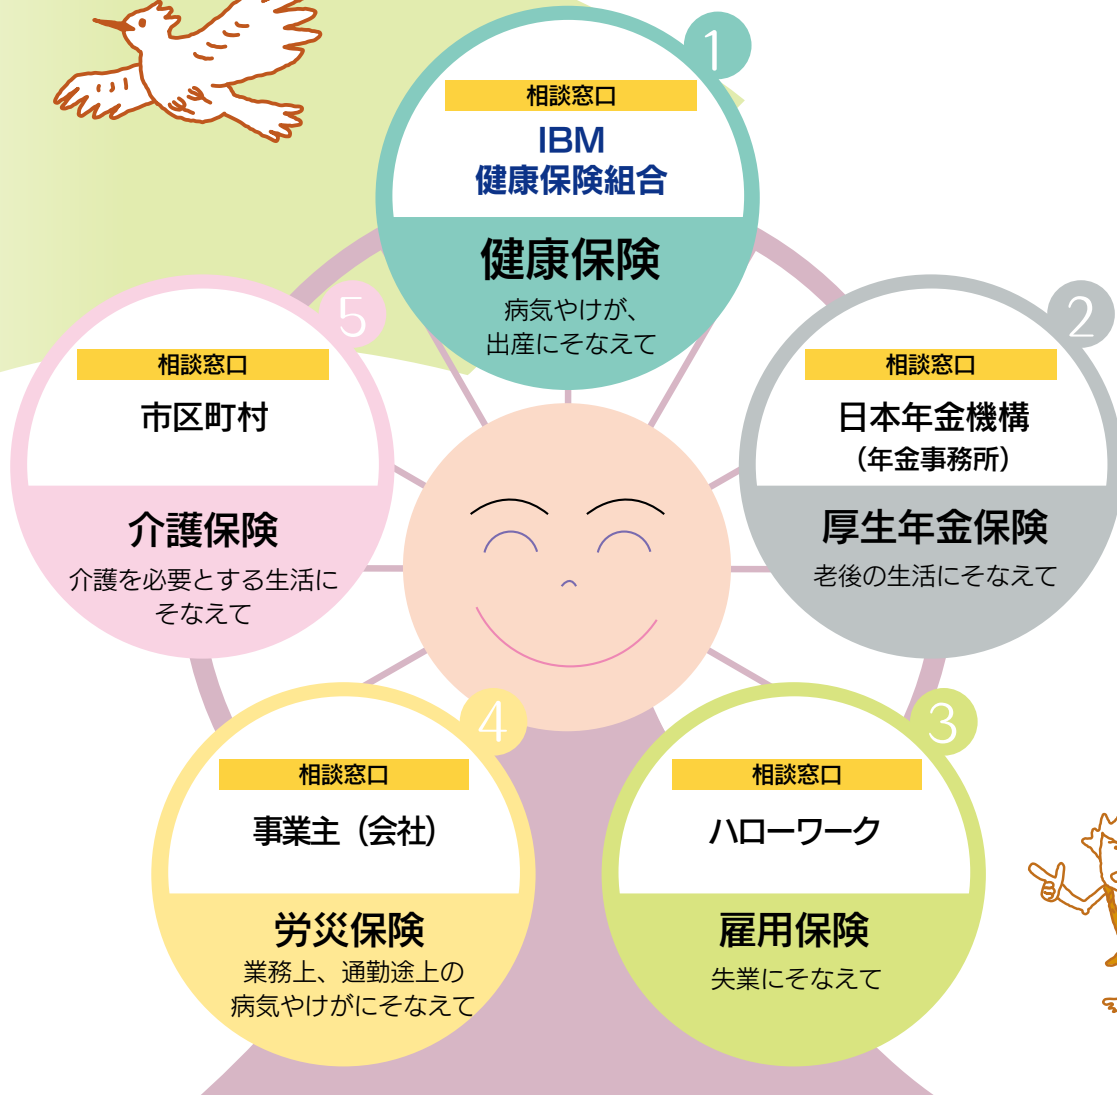 1
相談窓口
IBM
健康保険組合
健康保険
病気やけが、
出産にそなえて
2
相談窓口
日本年金機構
（年金事務所）
厚生年金保険
老後の生活にそなえて
3
相談窓口
ハローワーク
雇用保険
失業にそなえて
4
相談窓口
事業主（会社）
労災保険
業務上、通勤途上の
病気やけがにそなえて
5
相談窓口
市区町村
介護保険
介護を必要とする生活に
そなえて